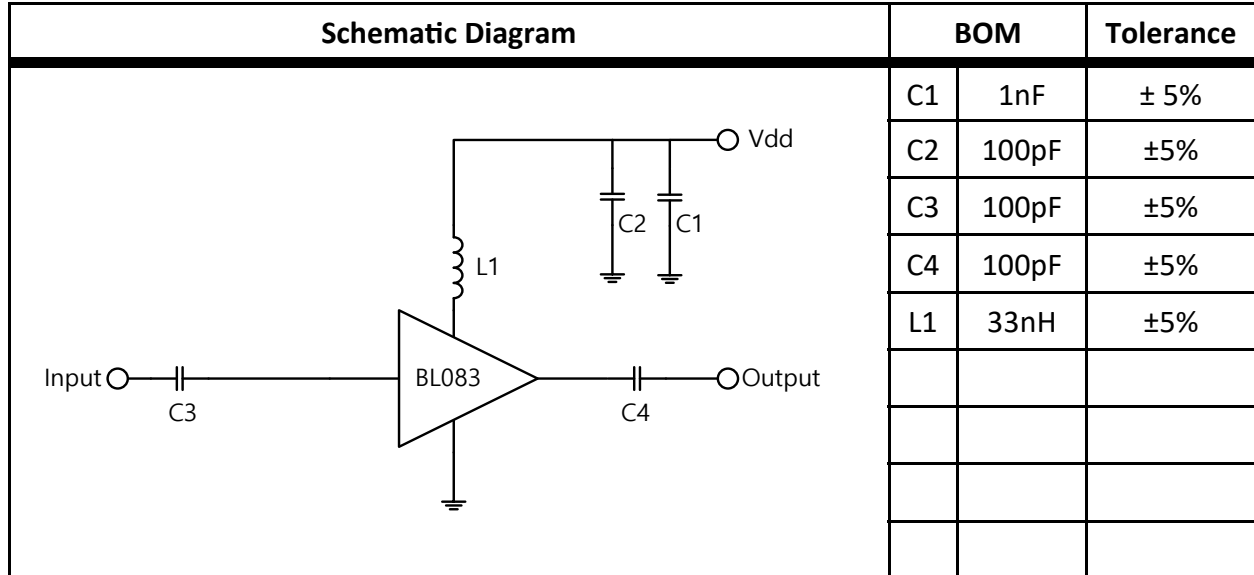 Schematic Diagram BOM Tolerance
C1 1nF ± 5%
Vdd
C2 100pF ±5%
C2 C1
C3 100pF ±5%
L1
C4 100pF ±5%
L1 33nH ±5%
Input BL083 Output
C3 C4